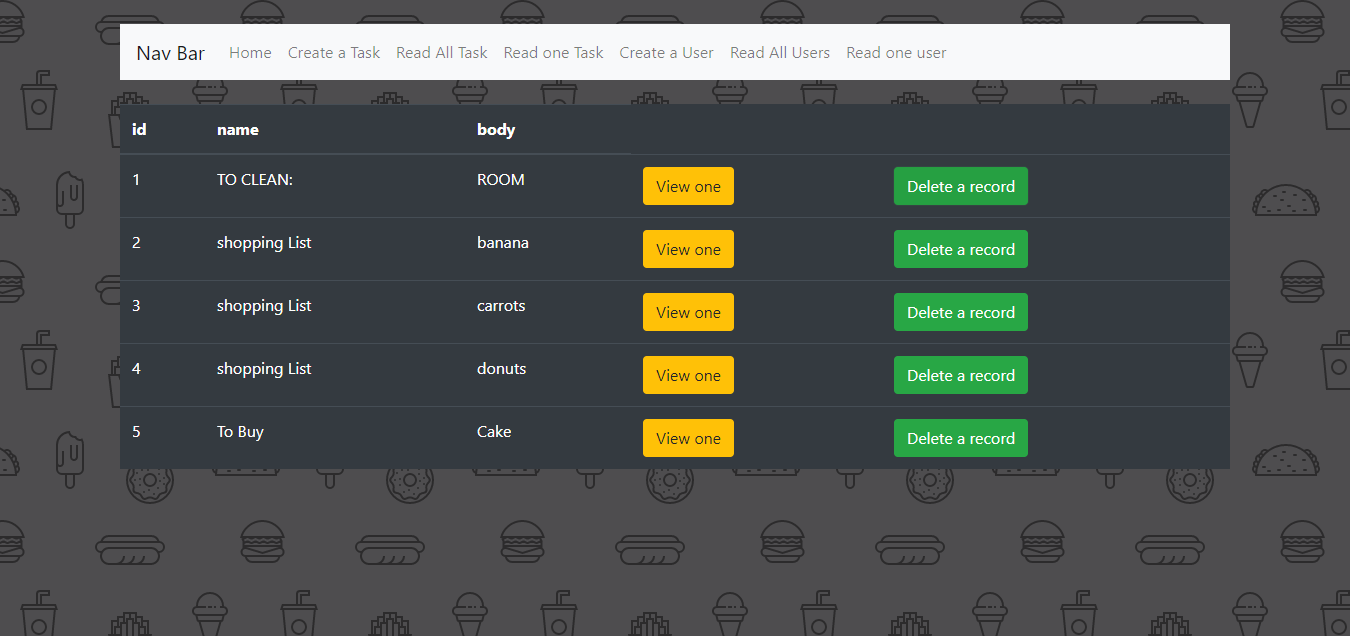 Nav Bar Home Create a Task Read All Task Read one Task Create a User Read All Users Read one user
id name body
1 TO CLEAN: ROOM View one Delete a record
2 shopping List banana View one Delete a record
3 shopping List carrots View one Delete a record
4 shopping List donuts View one Delete a record
5 To Buy Cake View one Delete a record